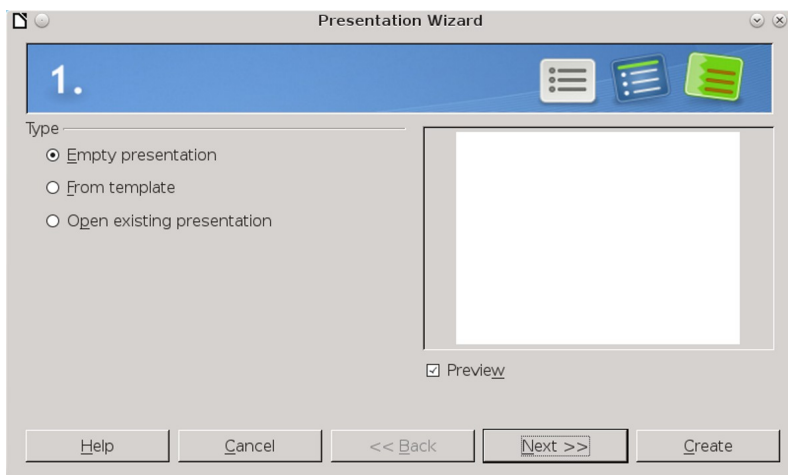 Presentation Wizard
1.
Type
Empty presentation
From template
Open existing presentation
Preview
Help Cancel << Back Next >> Create